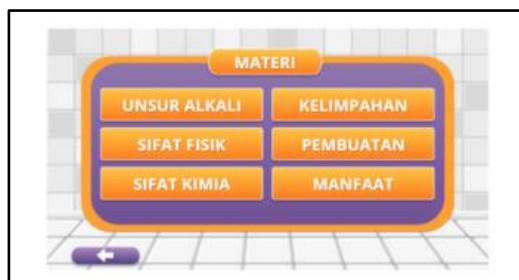 MATERI
UNSUR ALKALI
KELIMPAHAN
SIFAT FISIK
PEMBUATAN
SIFAT KIMIA
MANFAAT